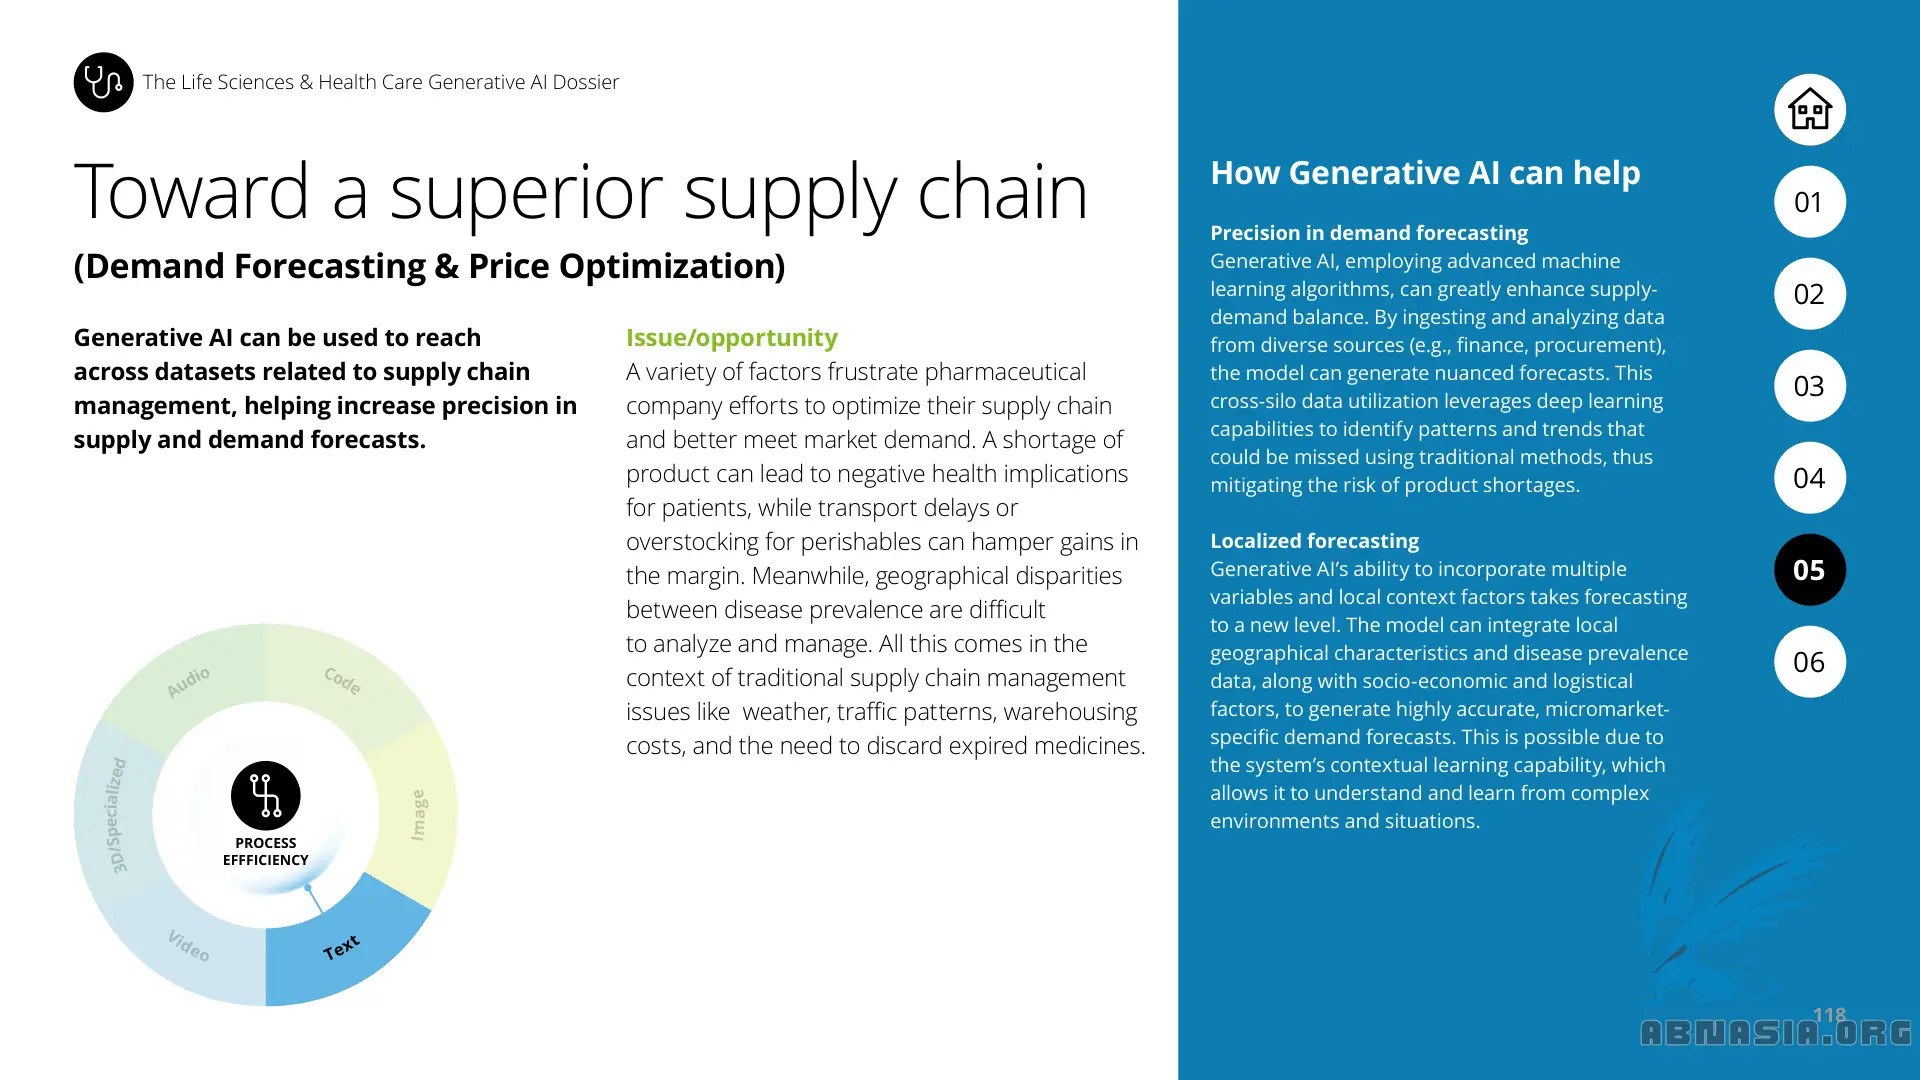 The Life Sciences & Health Care Generative AI Dossier
Toward a superior supply chain
(Demand Forecasting & Price Optimization)
Generative AI can be used to reach
across datasets related to supply chain
management, helping increase precision in
supply and demand forecasts.
Audio
Code
3D/Specialized
Image
PROCESS
EFFFICIENCY
Video
Text
Issue/opportunity
A variety of factors frustrate pharmaceutical
company efforts to optimize their supply chain
and better meet market demand. A shortage of
product can lead to negative health implications
for patients, while transport delays or
overstocking for perishables can hamper gains in
the margin. Meanwhile, geographical disparities
between disease prevalence are difficult
to analyze and manage. All this comes in the
context of traditional supply chain management
issues like  weather, traffic patterns, warehousing
costs, and the need to discard expired medicines.
How Generative AI can help
Precision in demand forecasting
Generative AI, employing advanced machine
learning algorithms, can greatly enhance supply-
demand balance. By ingesting and analyzing data
from diverse sources (e.g., finance, procurement),
the model can generate nuanced forecasts. This
cross-silo data utilization leverages deep learning
capabilities to identify patterns and trends that
could be missed using traditional methods, thus
mitigating the risk of product shortages.
Localized forecasting
Generative AI’s ability to incorporate multiple
variables and local context factors takes forecasting
to a new level. The model can integrate local
geographical characteristics and disease prevalence
data, along with socio-economic and logistical
factors, to generate highly accurate, micromarket-
specific demand forecasts. This is possible due to
the system’s contextual learning capability, which
allows it to understand and learn from complex
environments and situations.
01
02
03
04
05
06
118
ABNASIA.ORG